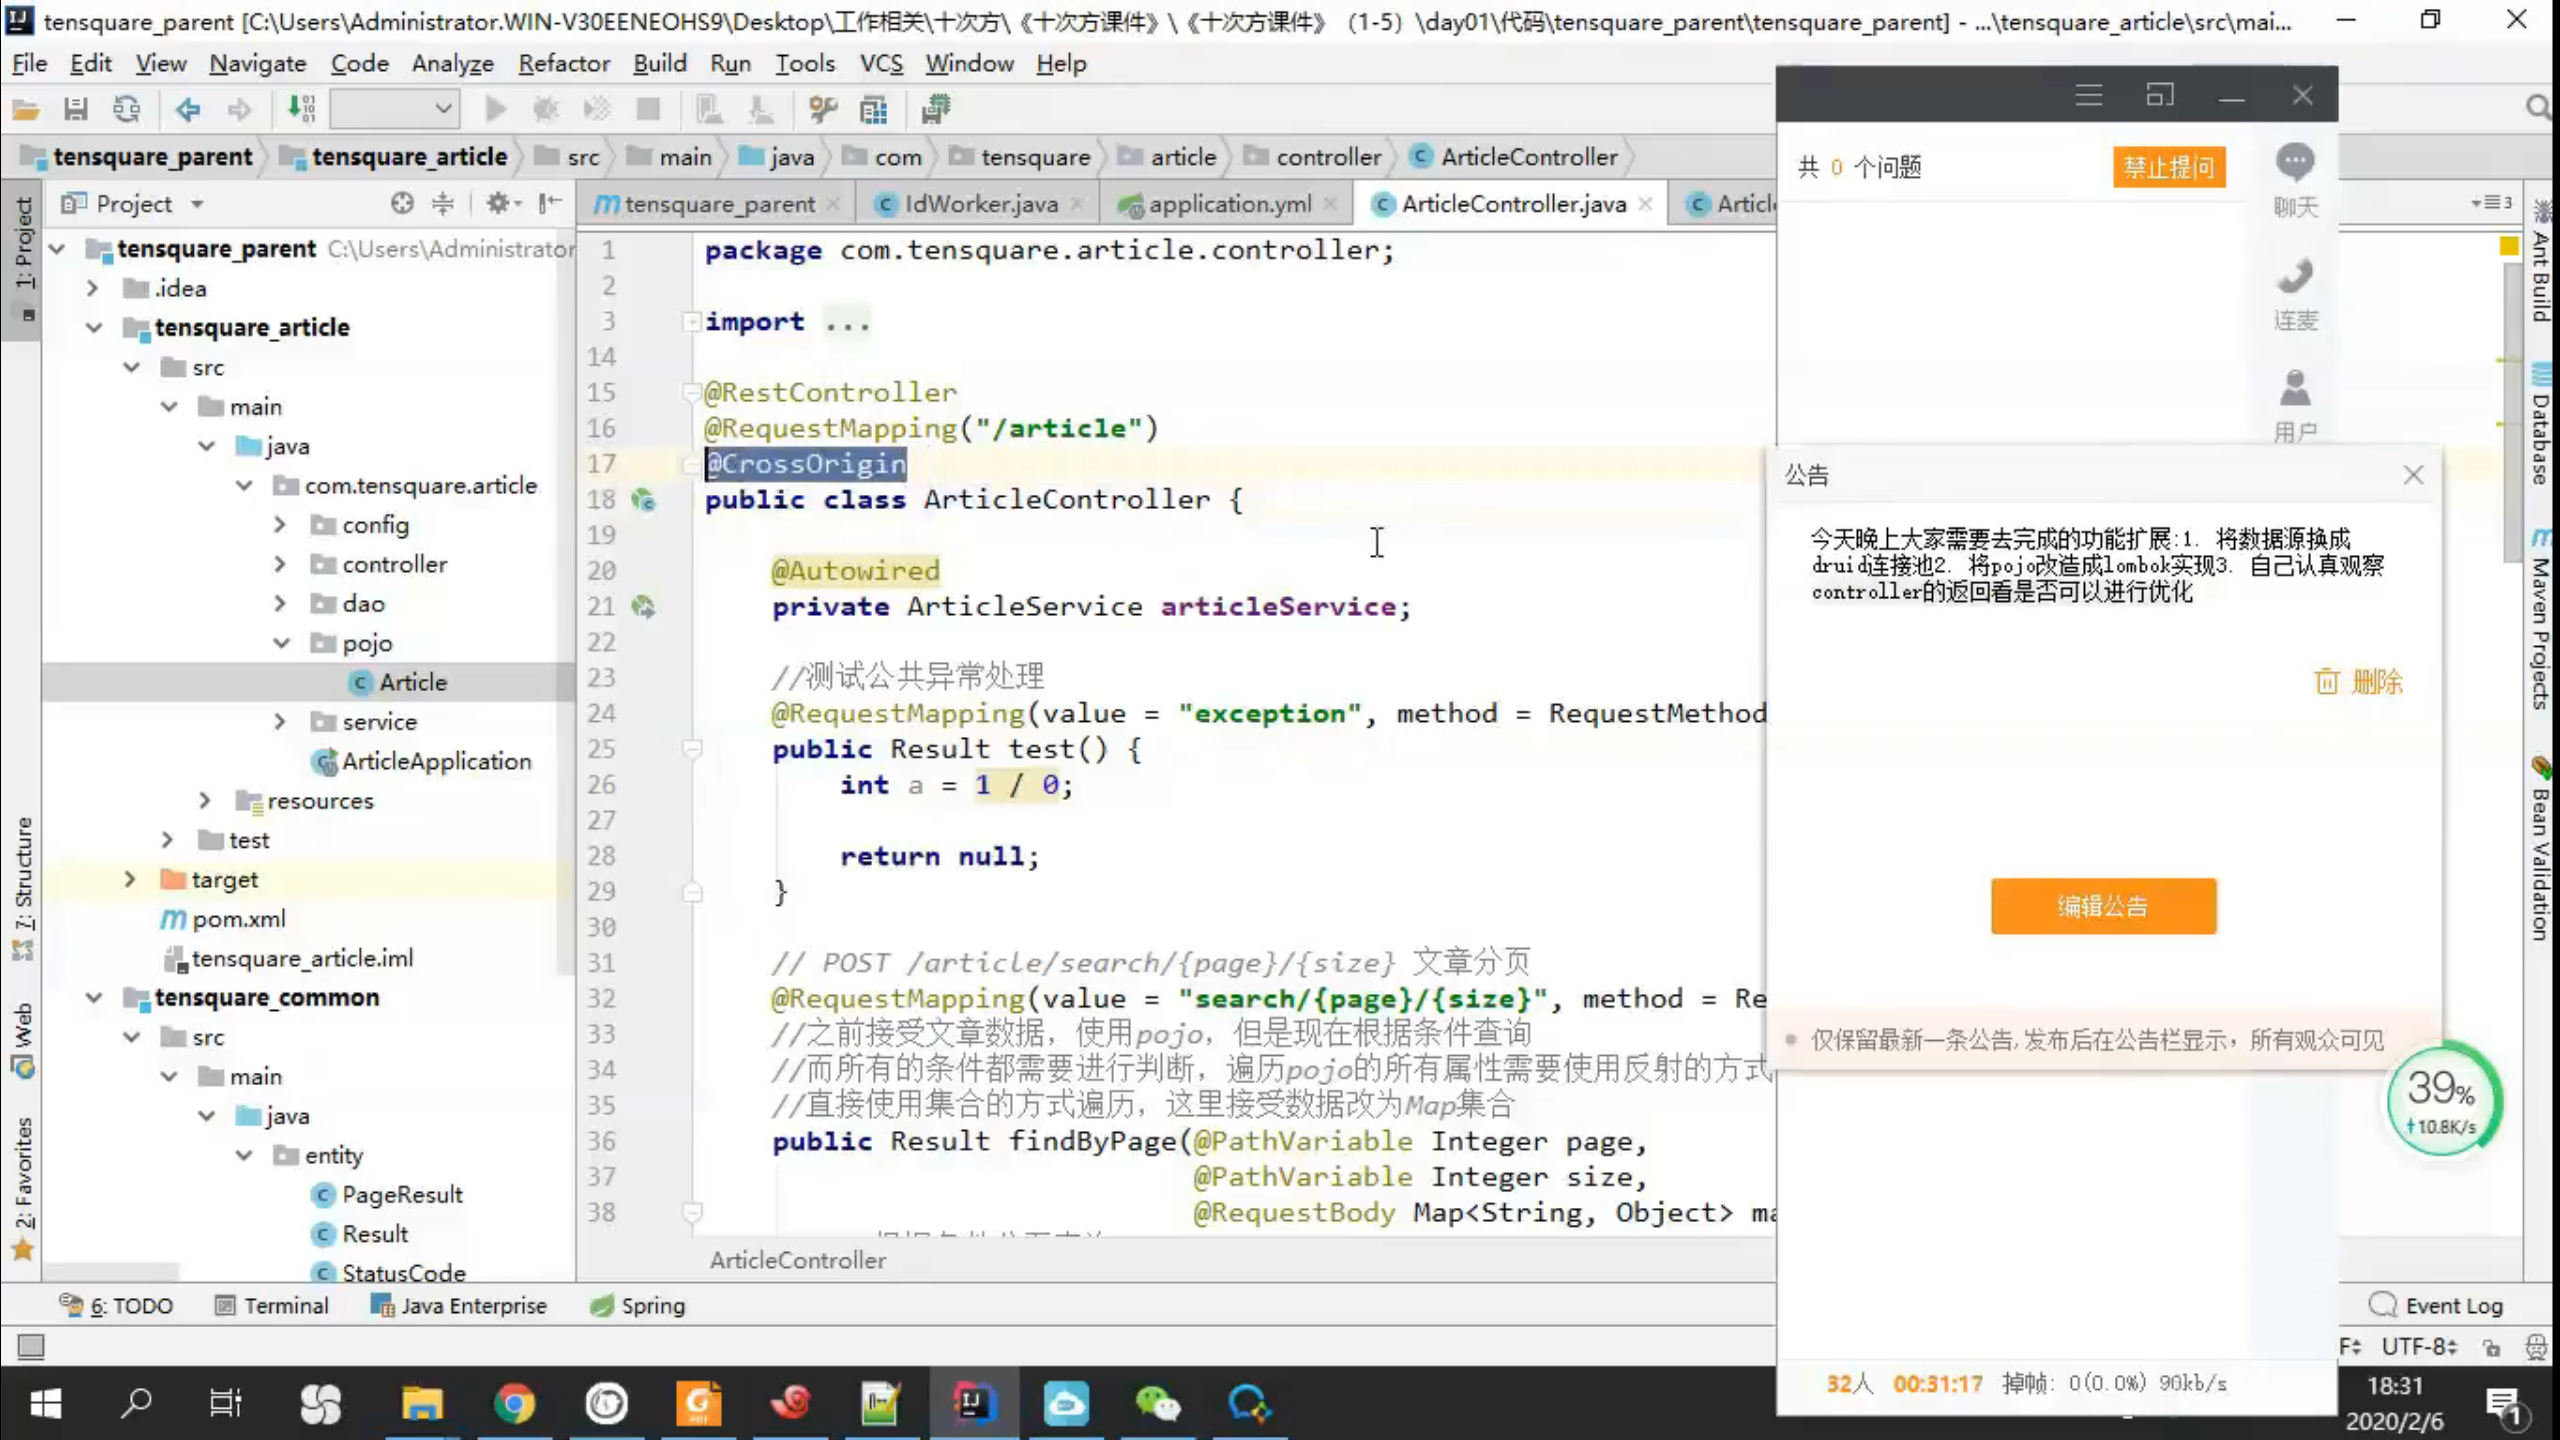 tensquare_parent [C:\Users\Administrator.WIN-V30EENEOHS9\Desktop\工作相关\十次方\《十次方课件》\《十次方课件》（1-5）\day01\代码\tensquare_parent\tensquare_parent] - ...\tensquare_article\src\mai...
File Edit View Navigate Code Analyze Refactor Build Run Tools VCS Window Help
tensquare_parent tensquare_article src main java com tensquare article controller ArticleController
Project
tensquare_parent IdWorker.java application.yml ArticleController.java Articl
3
1: Project
7: Structure
Web
2: Favorites
tensquare_parent C:\Users\Administrator
.idea
tensquare_article
src
main
java
com.tensquare.article
config
controller
dao
pojo
Article
service
ArticleApplication
resources
test
target
pom.xml
tensquare_article.iml
tensquare_common
src
main
java
entity
PageResult
Result
StatusCode
1 package com.tensquare.article.controller;
2
3 import ...
14
15 @RestController
16 @RequestMapping("/article")
17 @CrossOrigin
18 public class ArticleController {
19
20 @Autowired
21 private ArticleService articleService;
22
23 //测试公共异常处理
24 @RequestMapping(value = "exception", method = RequestMethod
25 public Result test() {
26 int a = 1 / 0;
27
28 return null;
29 }
30
31 // POST /article/search/{page}/{size} 文章分页
32 @RequestMapping(value = "search/{page}/{size}", method = Re
33 //之前接受文章数据，使用pojo，但是现在根据条件查询
34 //而所有的条件都需要进行判断，遍历pojo的所有属性需要使用反射的方式
35 //直接使用集合的方式遍历，这里接受数据改为Map集合
36 public Result findByPage(@PathVariable Integer page,
37 @PathVariable Integer size,
38 @RequestBody Map<String, Object> ma
ArticleController
共 0 个问题
禁止提问
聊天
连麦
用户
公告
今天晚上大家需要去完成的功能扩展:1. 将数据源换成
druid连接池2. 将pojo改造成lombok实现3. 自己认真观察
controller的返回看是否可以进行优化
删除
编辑公告
仅保留最新一条公告,发布后在公告栏显示，所有观众可见
39%
10.8K/s
32人 00:31:17 掉帧: 0(0.0%) 90kb/s
Ant Build
Database
Maven Projects
Bean Validation
6: TODO Terminal Java Enterprise Spring
Event Log
UTF-8
18:31
2020/2/6
1